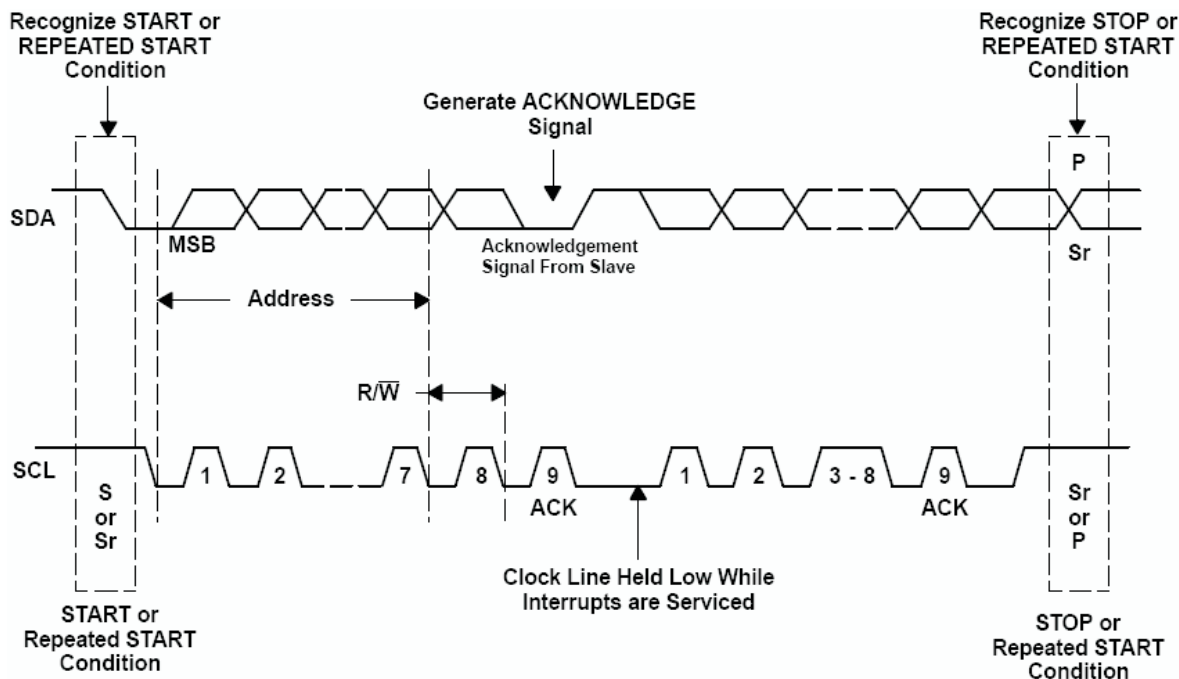 Recognize START or
REPEATED START
Condition
Recognize STOP or
REPEATED START
Condition
Generate ACKNOWLEDGE
Signal
P
SDA
MSB
Acknowledgement
Signal From Slave
Sr
Address
R/W̅
SCL
1
2
7
8
9
1
2
3 - 8
9
ACK
ACK
S
or
Sr
Sr
or
P
Clock Line Held Low While
Interrupts are Serviced
START or
Repeated START
Condition
STOP or
Repeated START
Condition